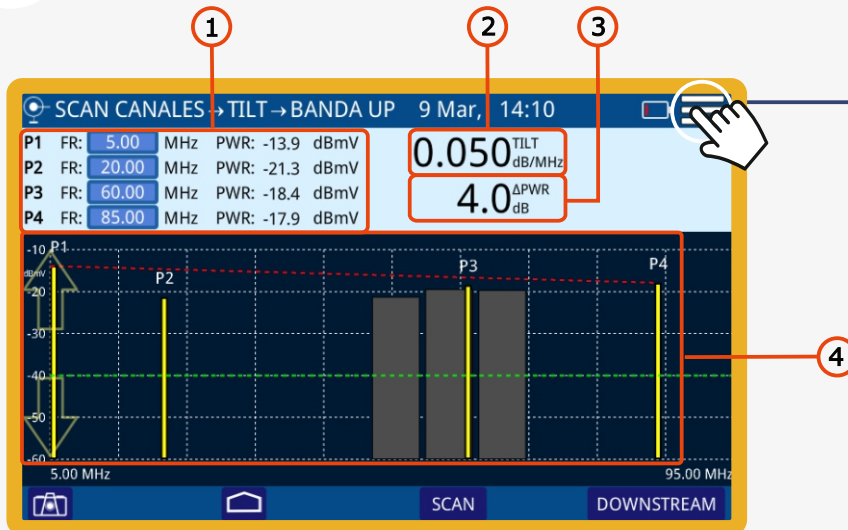 1 2 3
SCAN CANALES → TILT → BANDA UP 9 Mar, 14:10
P1 FR: 5.00 MHz PWR: -13.9 dBmV
P2 FR: 20.00 MHz PWR: -21.3 dBmV
P3 FR: 60.00 MHz PWR: -18.4 dBmV
P4 FR: 85.00 MHz PWR: -17.9 dBmV
0.050 TILT dB/MHz
4.0 ΔPWR dB
-10 P1
dBmV
P2 P3 P4
-20
-30
4
-40
-50
-60
5.00 MHz 95.00 MHz
SCAN DOWNSTREAM